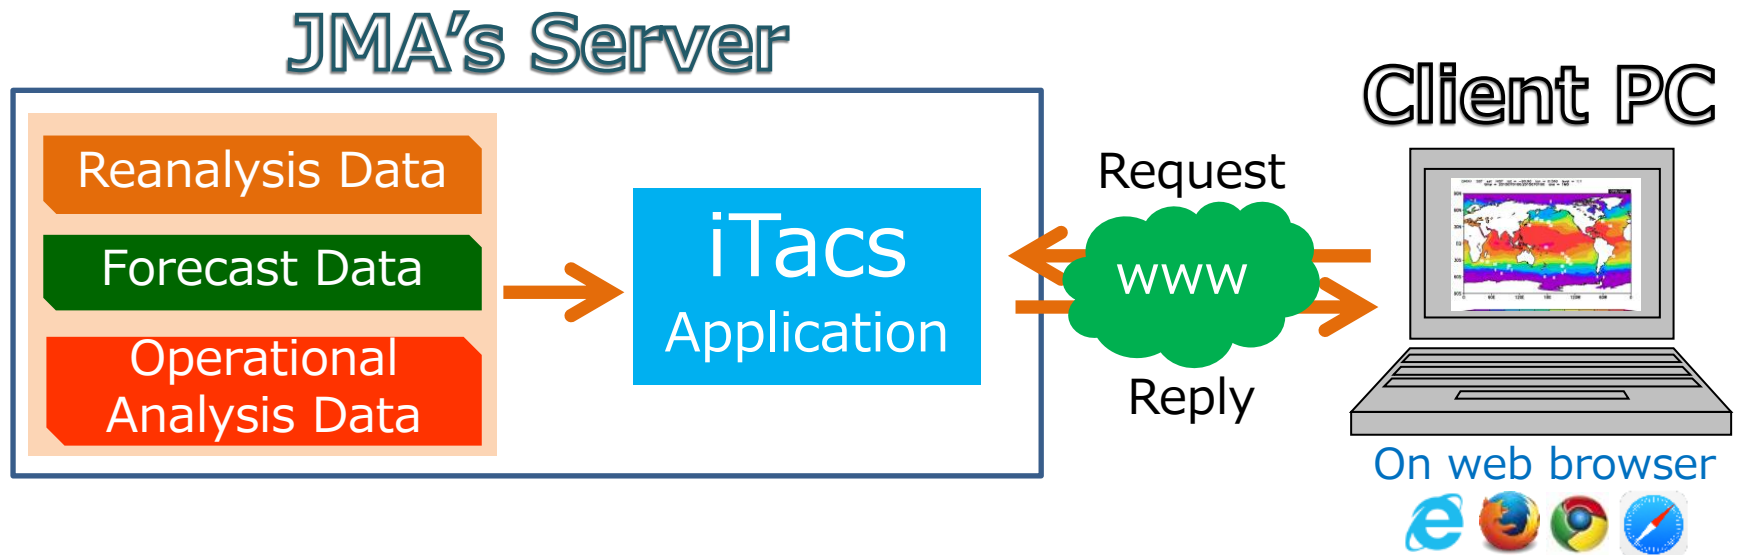 JMA's Server
Client PC
Reanalysis Data
Forecast Data
Operational
Analysis Data
iTacs
Application
Request
www
Reply
On web browser